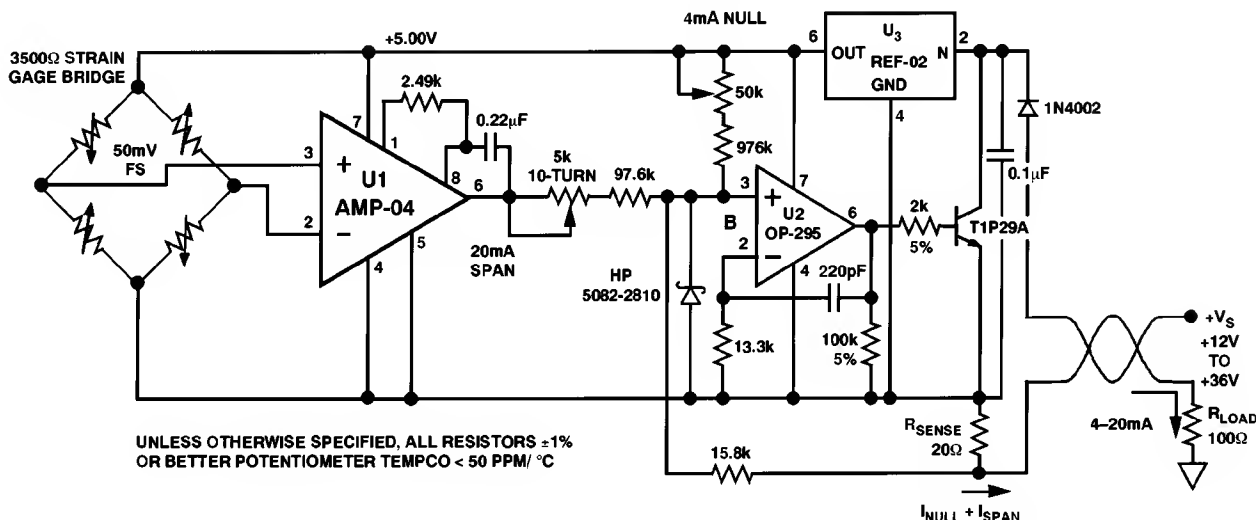 4mA NULL
3500Ω STRAIN
GAGE BRIDGE
+5.00V
6
OUT
U3
N
2
REF-02
GND
4
2.49k
50k
1N4002
7
1
0.22µF
50mV
FS
3
+
U1
AMP-04
8
6
5k
10-TURN
97.6k
976k
0.1µF
3
+
7
U2
OP-295
6
2k
5%
T1P29A
B
2
–
2
–
5
4
20mA
SPAN
4
HP
5082-2810
220pF
13.3k
100k
5%
+VS
+12V
TO
+36V
4–20mA
RLOAD
100Ω
RSENSE
20Ω
UNLESS OTHERWISE SPECIFIED, ALL RESISTORS ±1%
OR BETTER POTENTIOMETER TEMPCO < 50 PPM/ °C
15.8k
INULL + ISPAN